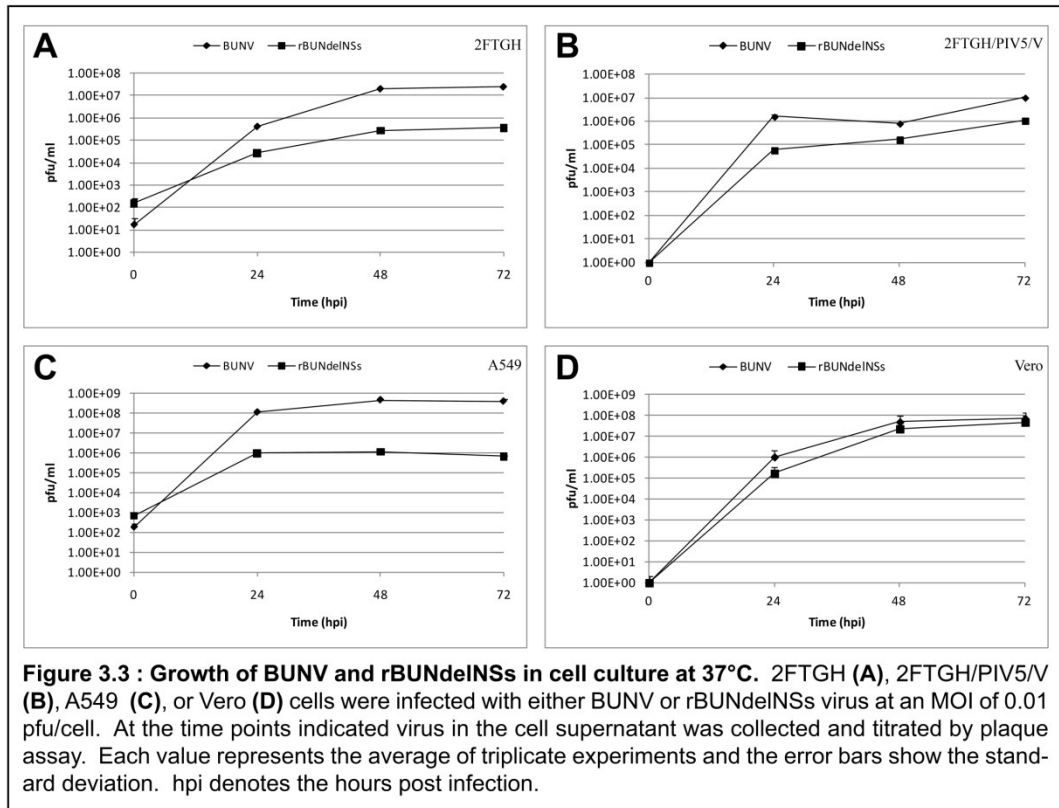 A
BUNV rBUNdelNSs 2FTGH
1.00E+08
1.00E+07
1.00E+06
1.00E+05
1.00E+04
1.00E+03
1.00E+02
1.00E+01
1.00E+00
pfu/ml
0 24 48 72
Time (hpi)
B
BUNV rBUNdelNSs 2FTGH/PIV5/V
1.00E+08
1.00E+07
1.00E+06
1.00E+05
1.00E+04
1.00E+03
1.00E+02
1.00E+01
1.00E+00
pfu/ml
0 24 48 72
Time (hpi)
C
BUNV rBUNdelNSs A549
1.00E+09
1.00E+08
1.00E+07
1.00E+06
1.00E+05
1.00E+04
1.00E+03
1.00E+02
1.00E+01
1.00E+00
pfu/ml
0 24 48 72
Time (hpi)
D
BUNV rBUNdelNSs Vero
1.00E+09
1.00E+08
1.00E+07
1.00E+06
1.00E+05
1.00E+04
1.00E+03
1.00E+02
1.00E+01
1.00E+00
pfu/ml
0 24 48 72
Time (hpi)
Figure 3.3 : Growth of BUNV and rBUNdelNSs in cell culture at 37°C. 2FTGH (A), 2FTGH/PIV5/V
(B), A549 (C), or Vero (D) cells were infected with either BUNV or rBUNdelNSs virus at an MOI of 0.01
pfu/cell. At the time points indicated virus in the cell supernatant was collected and titrated by plaque
assay. Each value represents the average of triplicate experiments and the error bars show the stand-
ard deviation. hpi denotes the hours post infection.